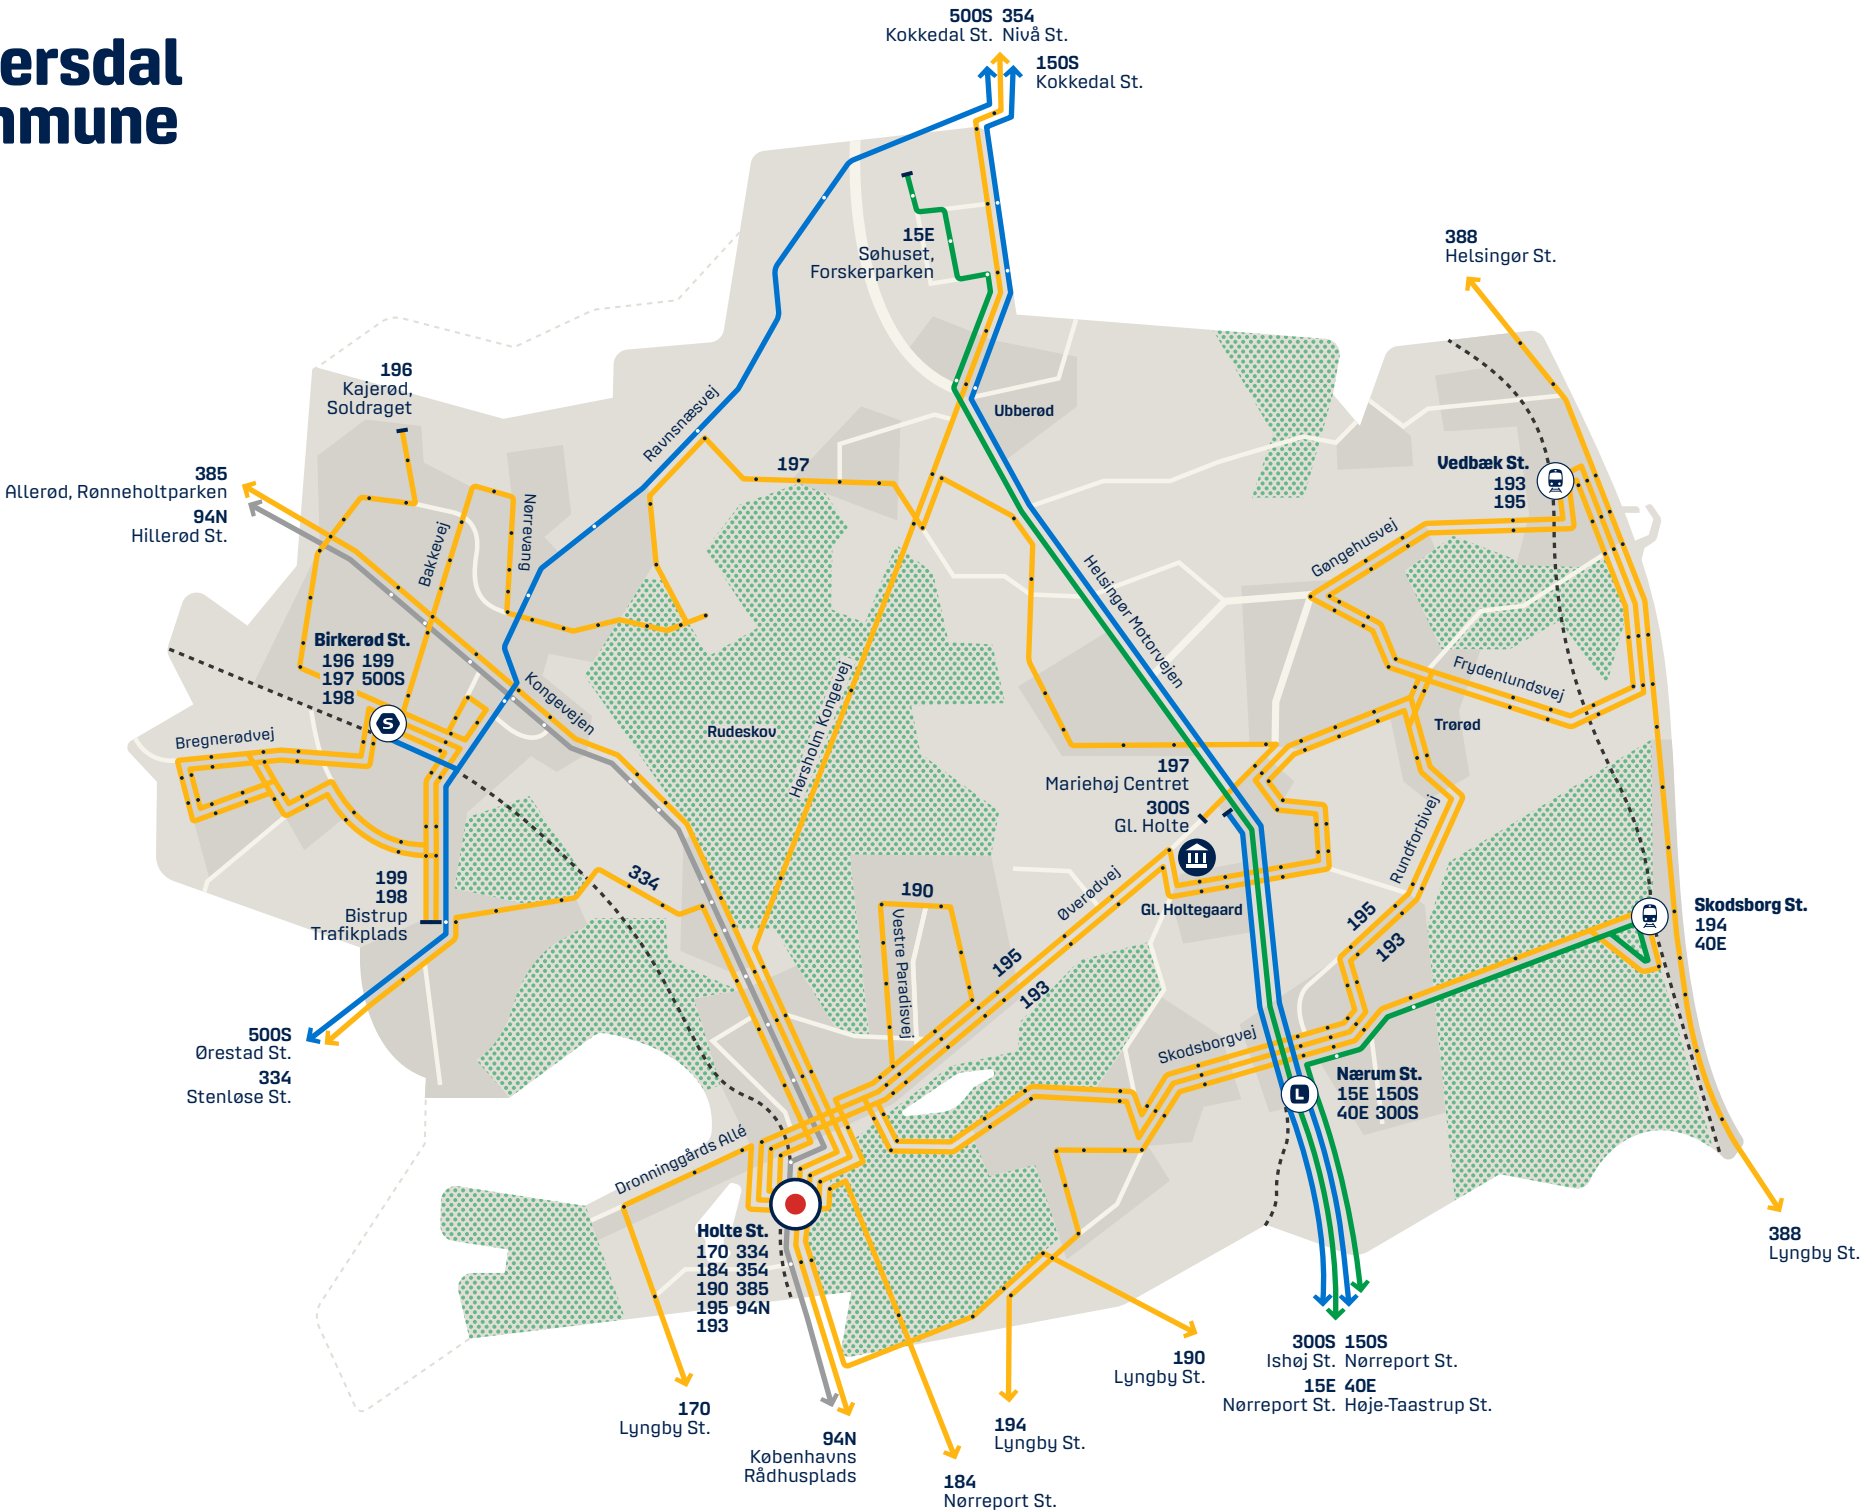 ersdal
mmune
500S 354
Kokkedal St. Nivå St.
150S
Kokkedal St.
15E
Søhuset,
Forskerparken
388
Helsingør St.
196
Kajerød,
Soldraget
Ravnsnæsvej
Ubberød
197
385
Allerød, Rønneholtparken
94N
Hillerød St.
Nørrevang
Bakkevej
Vedbæk St.
193
195
Gøngehusvej
Helsingør Motorvejen
Birkerød St.
196 199
197 500S
198
Kongevejen
Frydenlundsvej
Trørød
Rudeskov
Hørsholm Kongevej
Bregnerødvej
197
Mariehøj Centret
300S
Gl. Holte
Rundforbivej
334
199
198
Bistrup
Trafikplads
190
Vestre Paradisvej
Øverødvej
Gl. Holtegaard
195
193
195
193
Skodsborg St.
194
40E
500S
Ørestad St.
334
Stenløse St.
Skodsborgvej
Nærum St.
15E 150S
40E 300S
Dronninggårds Allé
Holte St.
170 334
184 354
190 385
195 94N
193
388
Lyngby St.
300S 150S
Ishøj St. Nørreport St.
15E 40E
Nørreport St. Høje-Taastrup St.
190
Lyngby St.
170
Lyngby St.
194
Lyngby St.
94N
Københavns
Rådhusplads
184
Nørreport St.
S
L